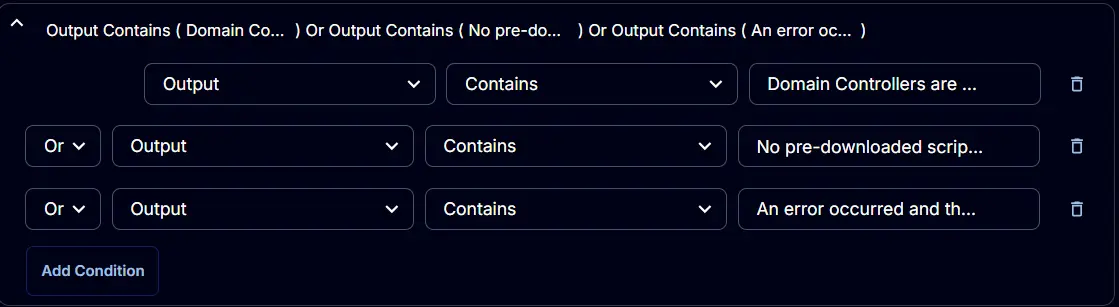 Output Contains ( Domain Co... ) Or Output Contains ( No pre-do... ) Or Output Contains ( An error oc... )
Output Contains Domain Controllers are ...
Or Output Contains No pre-downloaded scrip...
Or Output Contains An error occurred and th...
Add Condition